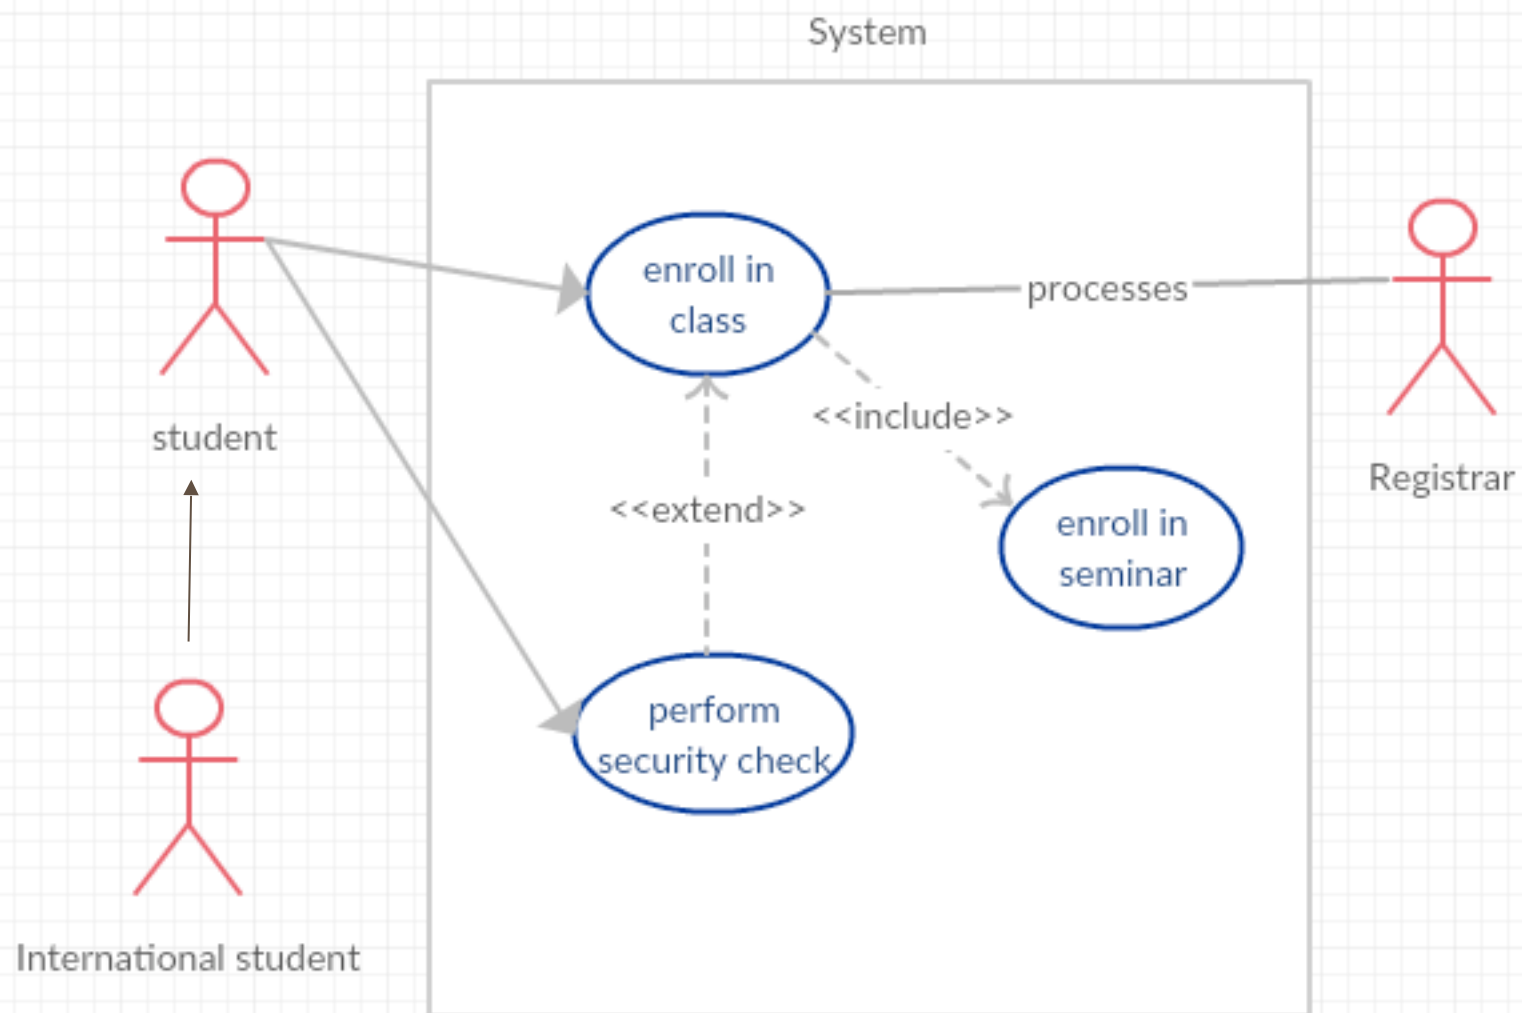 System
enroll in
class
processes
<<include>>
student
Registrar
<<extend>>
enroll in
seminar
perform
security check
International student